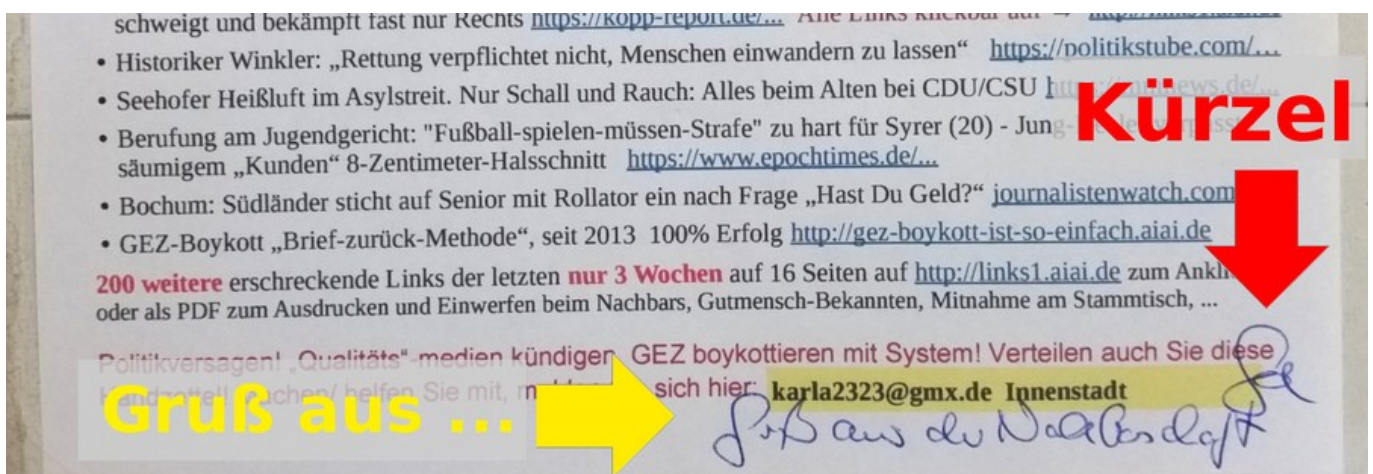 schweigt und bekämpft fast nur Rechts https://kopp-report.de/... Alle Links klickbar auf
• Historiker Winkler: „Rettung verpflichtet nicht, Menschen einwandern zu lassen“ https://politikstube.com/...
• Seehofer Heißluft im Asylstreit. Nur Schall und Rauch: Alles beim Alten bei CDU/CSU
Kürzel
• Berufung am Jugendgericht: "Fußball-spielen-müssen-Strafe" zu hart für Syrer (20) - Jung-
säumigem „Kunden“ 8-Zentimeter-Halsschnitt https://www.epochtimes.de/...
• Bochum: Südländer sticht auf Senior mit Rollator ein nach Frage „Hast Du Geld?“ journalistenwatch.com
• GEZ-Boykott „Brief-zurück-Methode“, seit 2013 100% Erfolg http://gez-boykott-ist-so-einfach.aiai.de
200 weitere erschreckende Links der letzten nur 3 Wochen auf 16 Seiten auf http://links1.aiai.de zum
oder als PDF zum Ausdrucken und Einwerfen beim Nachbars, Gutmensch-Bekannten, Mitnahme am Stammtisch, ...
Politikversagen! „Qualitäts“-medien kündigen, GEZ boykottieren mit System! Verteilen auch Sie diese
Sie mit, sich hier: karla2323@gmx.de Innenstadt
Gruß aus ...
Gruß aus der Nachbarschaft